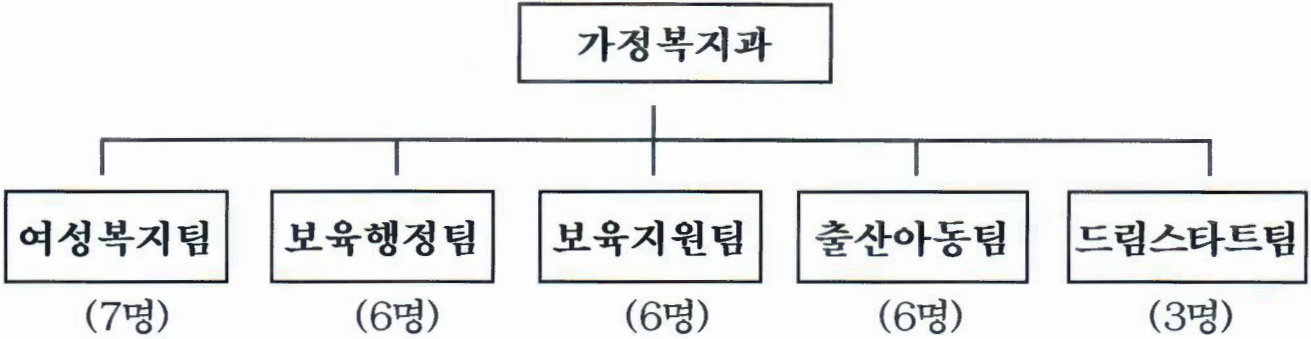 가정복지과
여성복지팀 보육행정팀 보육지원팀 출산아동팀 드림스타트팀
(7명) (6명) (6명) (6명) (3명)